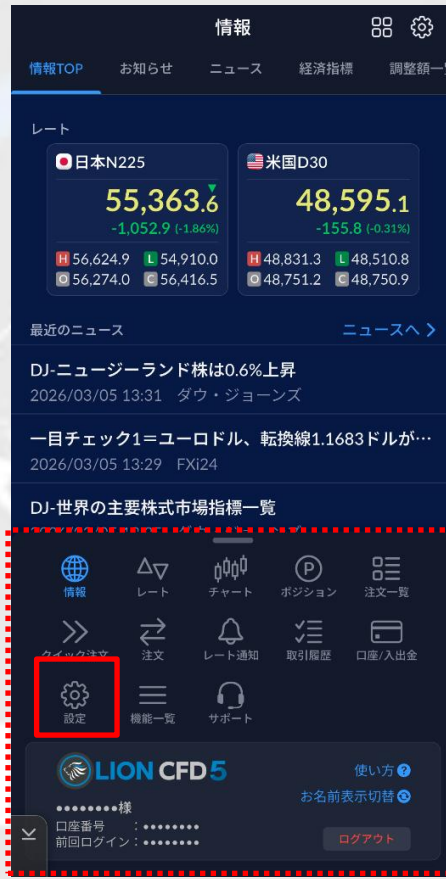 情報
情報TOP お知らせ ニュース 経済指標 調整額一
レート
日本N225 米国D30
55,363.6 48,595.1
-1,052.9 (-1.86%) -155.8 (-0.31%)
H 56,624.9 L 54,910.0 H 48,831.3 L 48,510.8
O 56,274.0 C 56,416.5 O 48,751.2 C 48,750.9
最近のニュース ニュースへ
DJ-ニュージーランド株は0.6%上昇
2026/03/05 13:31 ダウ・ジョーンズ
一目チェック1=ユーロドル、転換線1.1683ドルが…
2026/03/05 13:29 FXi24
DJ-世界の主要株式市場指標一覧
情報 レート チャート ポジション 注文一覧
クイック注文 注文 レート通知 取引履歴 口座/入出金
設定 機能一覧 サポート
LION CFD 5 使い方
お名前表示切替
••••••••様
口座番号 : ••••••••
前回ログイン : •••••••• ログアウト